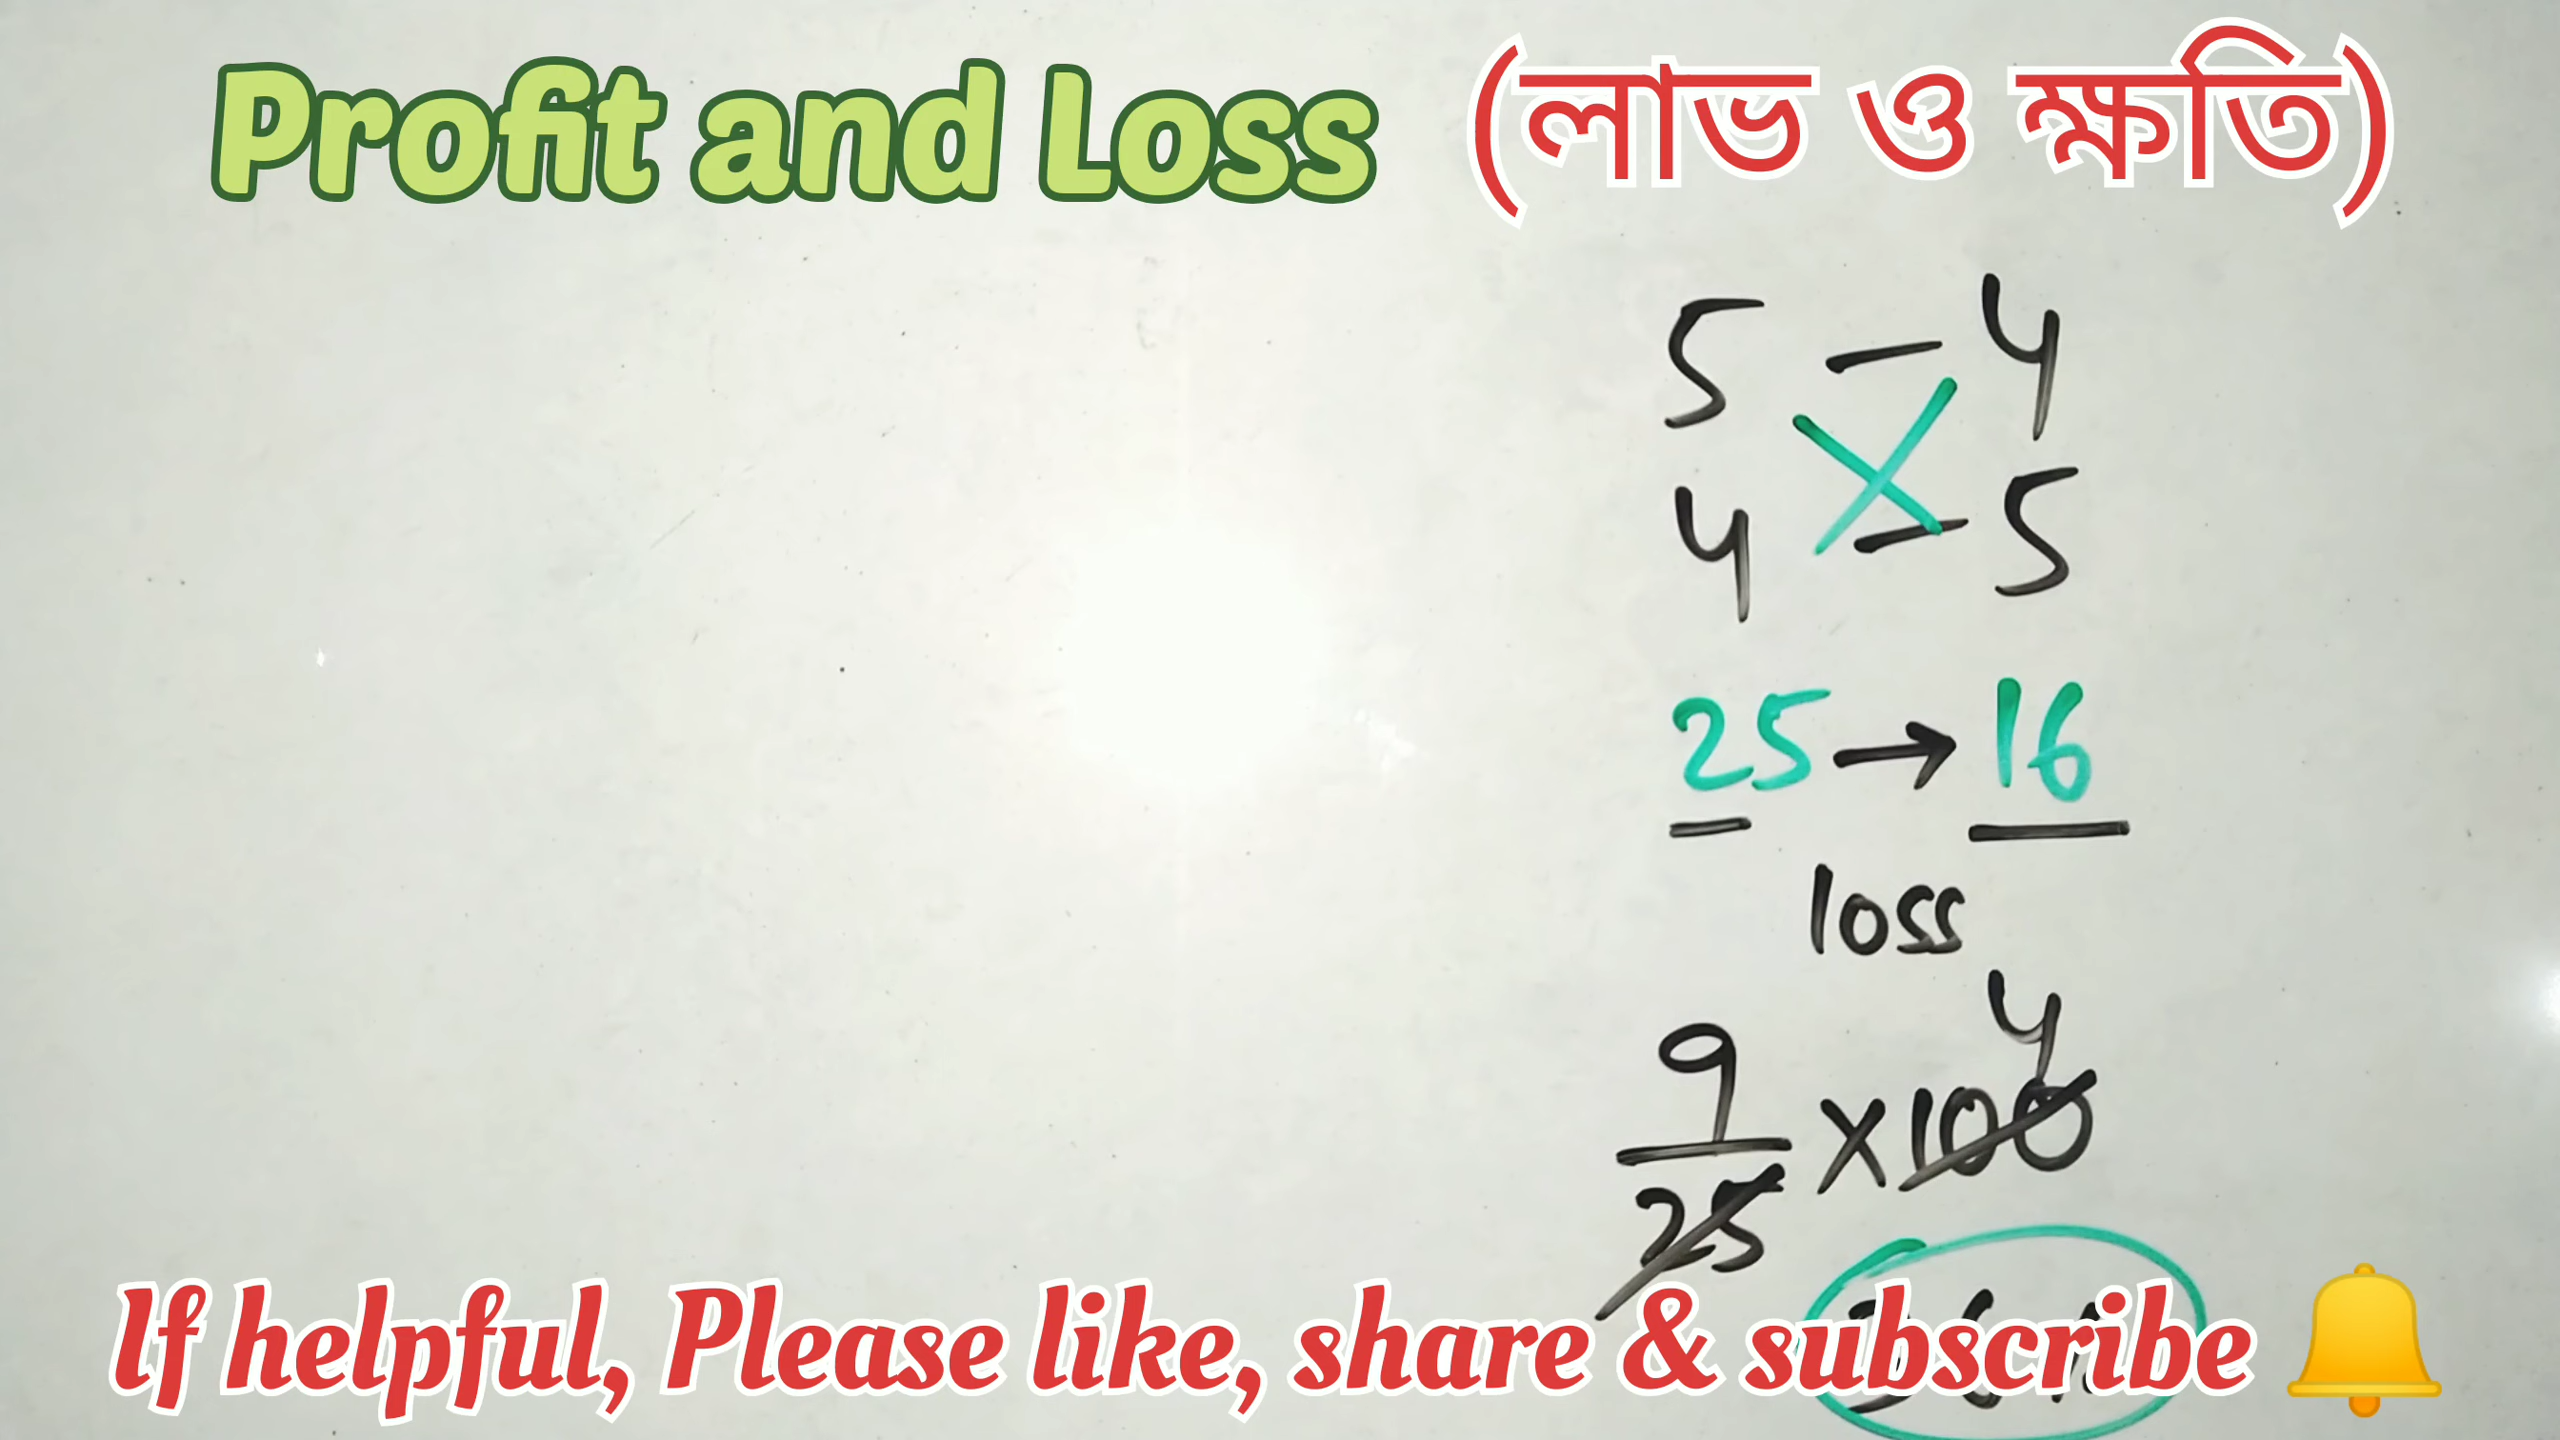 Profit and Loss (লাভ ও ক্ষতি)
5 – 4
4 – 5
25 → 16
loss
4
9/25 × 100
If helpful, Please like, share & subscribe 🔔